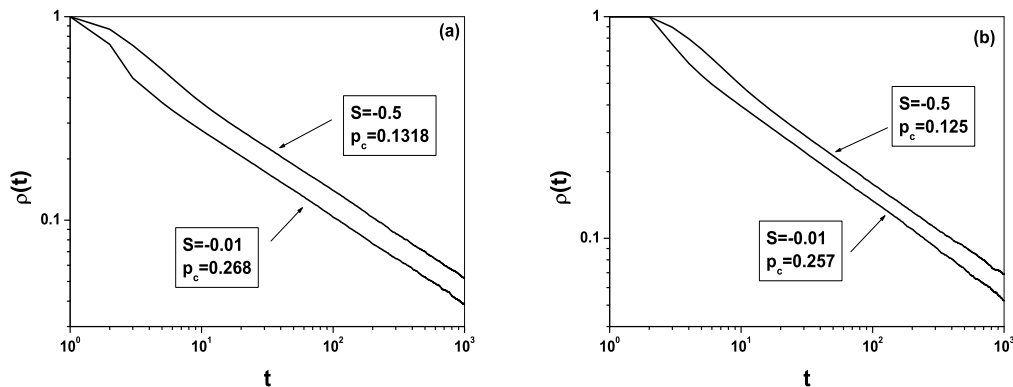 (a)
1
0.1
ρ(t)
S=-0.5
p_c=0.1318
S=-0.01
p_c=0.268
10^0
10^1
10^2
10^3
t
(b)
1
0.1
ρ(t)
S=-0.5
p_c=0.125
S=-0.01
p_c=0.257
10^0
10^1
10^2
10^3
t